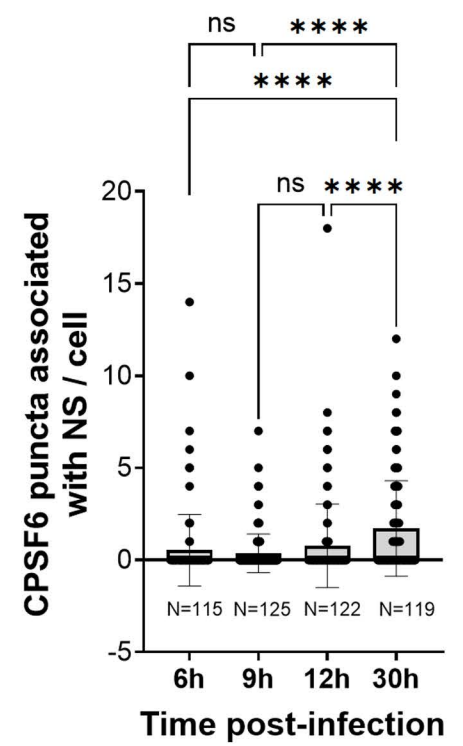 ns ****
****
ns ****
20
15
10
5
0
-5
CPSF6 puncta associated
with NS / cell
N=115 N=125 N=122 N=119
6h 9h 12h 30h
Time post-infection